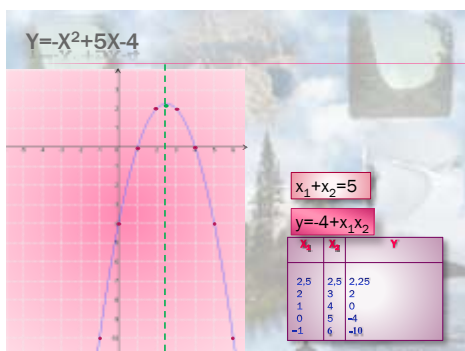 Y=-X²+5X-4
x₁+x₂=5
y=-4+x₁x₂
X₁ X₂ Y
2,5 2,5 2,25
2 3 2
1 4 0
0 5 -4
-1 6 -10